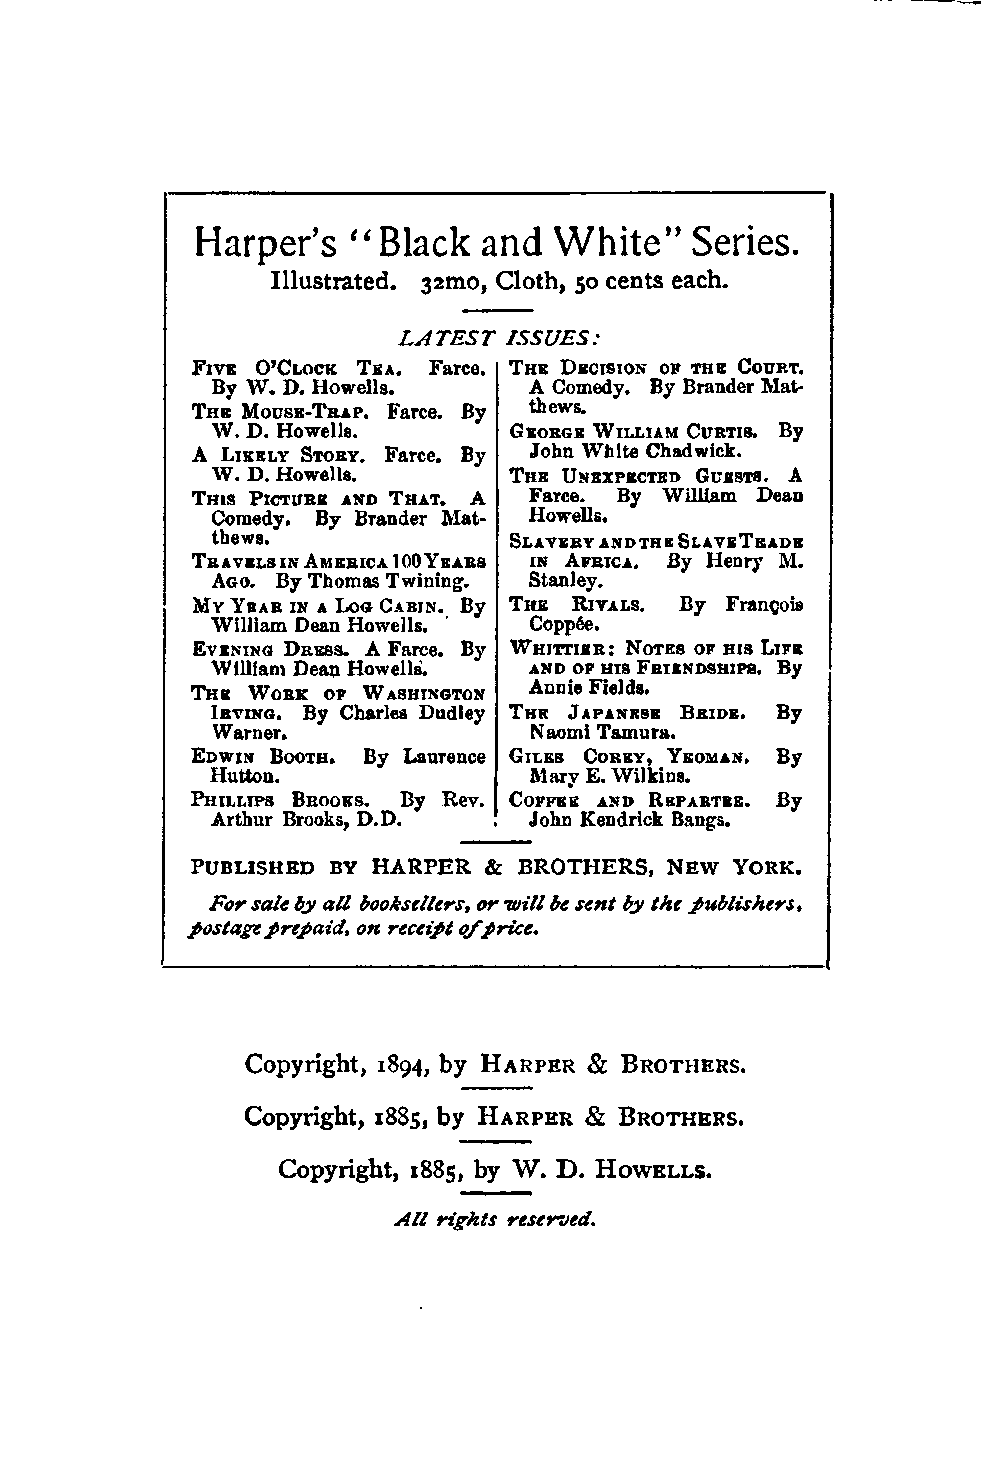 Harper's "Black and White" Series.
Illustrated. 32mo, Cloth, 50 cents each.
LATEST ISSUES:
FIVE O'CLOCK TEA. Farce.
By W. D. Howells.
THE MOUSE-TRAP. Farce. By
W. D. Howells.
A LIKELY STORY. Farce. By
W. D. Howells.
THIS PICTURE AND THAT. A
Comedy. By Brander Mat-
thews.
TRAVELS IN AMERICA 100 YEARS
AGO. By Thomas Twining.
MY YEAR IN A LOG CABIN. By
William Dean Howells.
EVENING DRESS. A Farce. By
William Dean Howells.
THE WORK OF WASHINGTON
IRVING. By Charles Dudley
Warner.
EDWIN BOOTH. By Laurence
Hutton.
PHILLIPS BROOKS. By Rev.
Arthur Brooks, D.D.
THE DECISION OF THE COURT.
A Comedy. By Brander Mat-
thews.
GEORGE WILLIAM CURTIS. By
John White Chadwick.
THE UNEXPECTED GUESTS. A
Farce. By William Dean
Howells.
SLAVERY AND THE SLAVE TRADE
IN AFRICA. By Henry M.
Stanley.
THE RIVALS. By François
Coppée.
WHITTIER: NOTES OF HIS LIFE
AND OF HIS FRIENDSHIPS. By
Annie Fields.
THE JAPANESE BRIDE. By
Naomi Tamura.
GILES COREY, YEOMAN. By
Mary E. Wilkins.
COFFEE AND REPARTEE. By
John Kendrick Bangs.
PUBLISHED BY HARPER & BROTHERS, NEW YORK.
For sale by all booksellers, or will be sent by the publishers,
postage prepaid, on receipt of price.
Copyright, 1894, by HARPER & BROTHERS.
Copyright, 1885, by HARPER & BROTHERS.
Copyright, 1885, by W. D. HOWELLS.
All rights reserved.